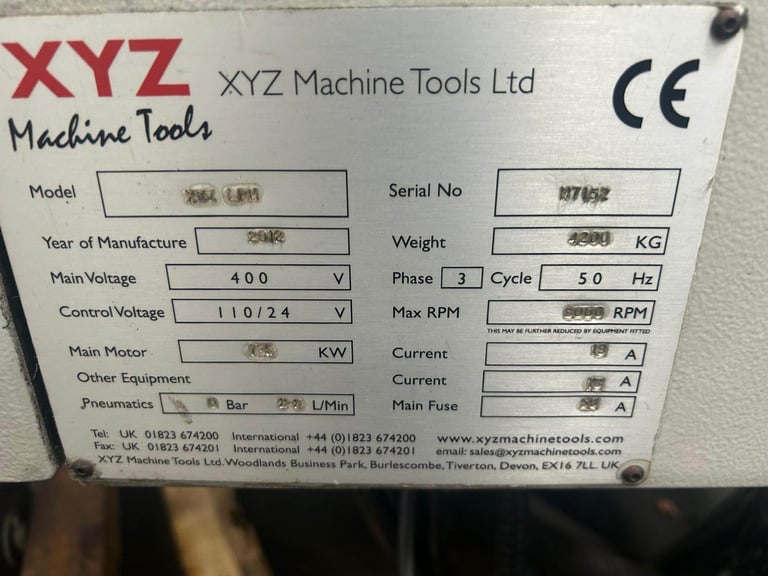 XYZ XYZ Machine Tools Ltd CE
Machine Tools
Model LPM Serial No
Year of Manufacture 2012 Weight 4200 KG
Main Voltage 400 V Phase 3 Cycle 50 Hz
Control Voltage 110/24 V Max RPM RPM
THIS MAY BE FURTHER REDUCED BY EQUIPMENT FITTED
Main Motor KW Current A
Other Equipment Current A
Pneumatics Bar L/Min Main Fuse A
Tel: UK 01823 674200 International +44 (0)1823 674200 www.xyzmachinetools.com
Fax: UK 01823 674201 International +44 (0)1823 674201 email: sales@xyzmachinetools.com
XYZ Machine Tools Ltd. Woodlands Business Park, Burlescombe, Tiverton, Devon, EX16 7LL. UK